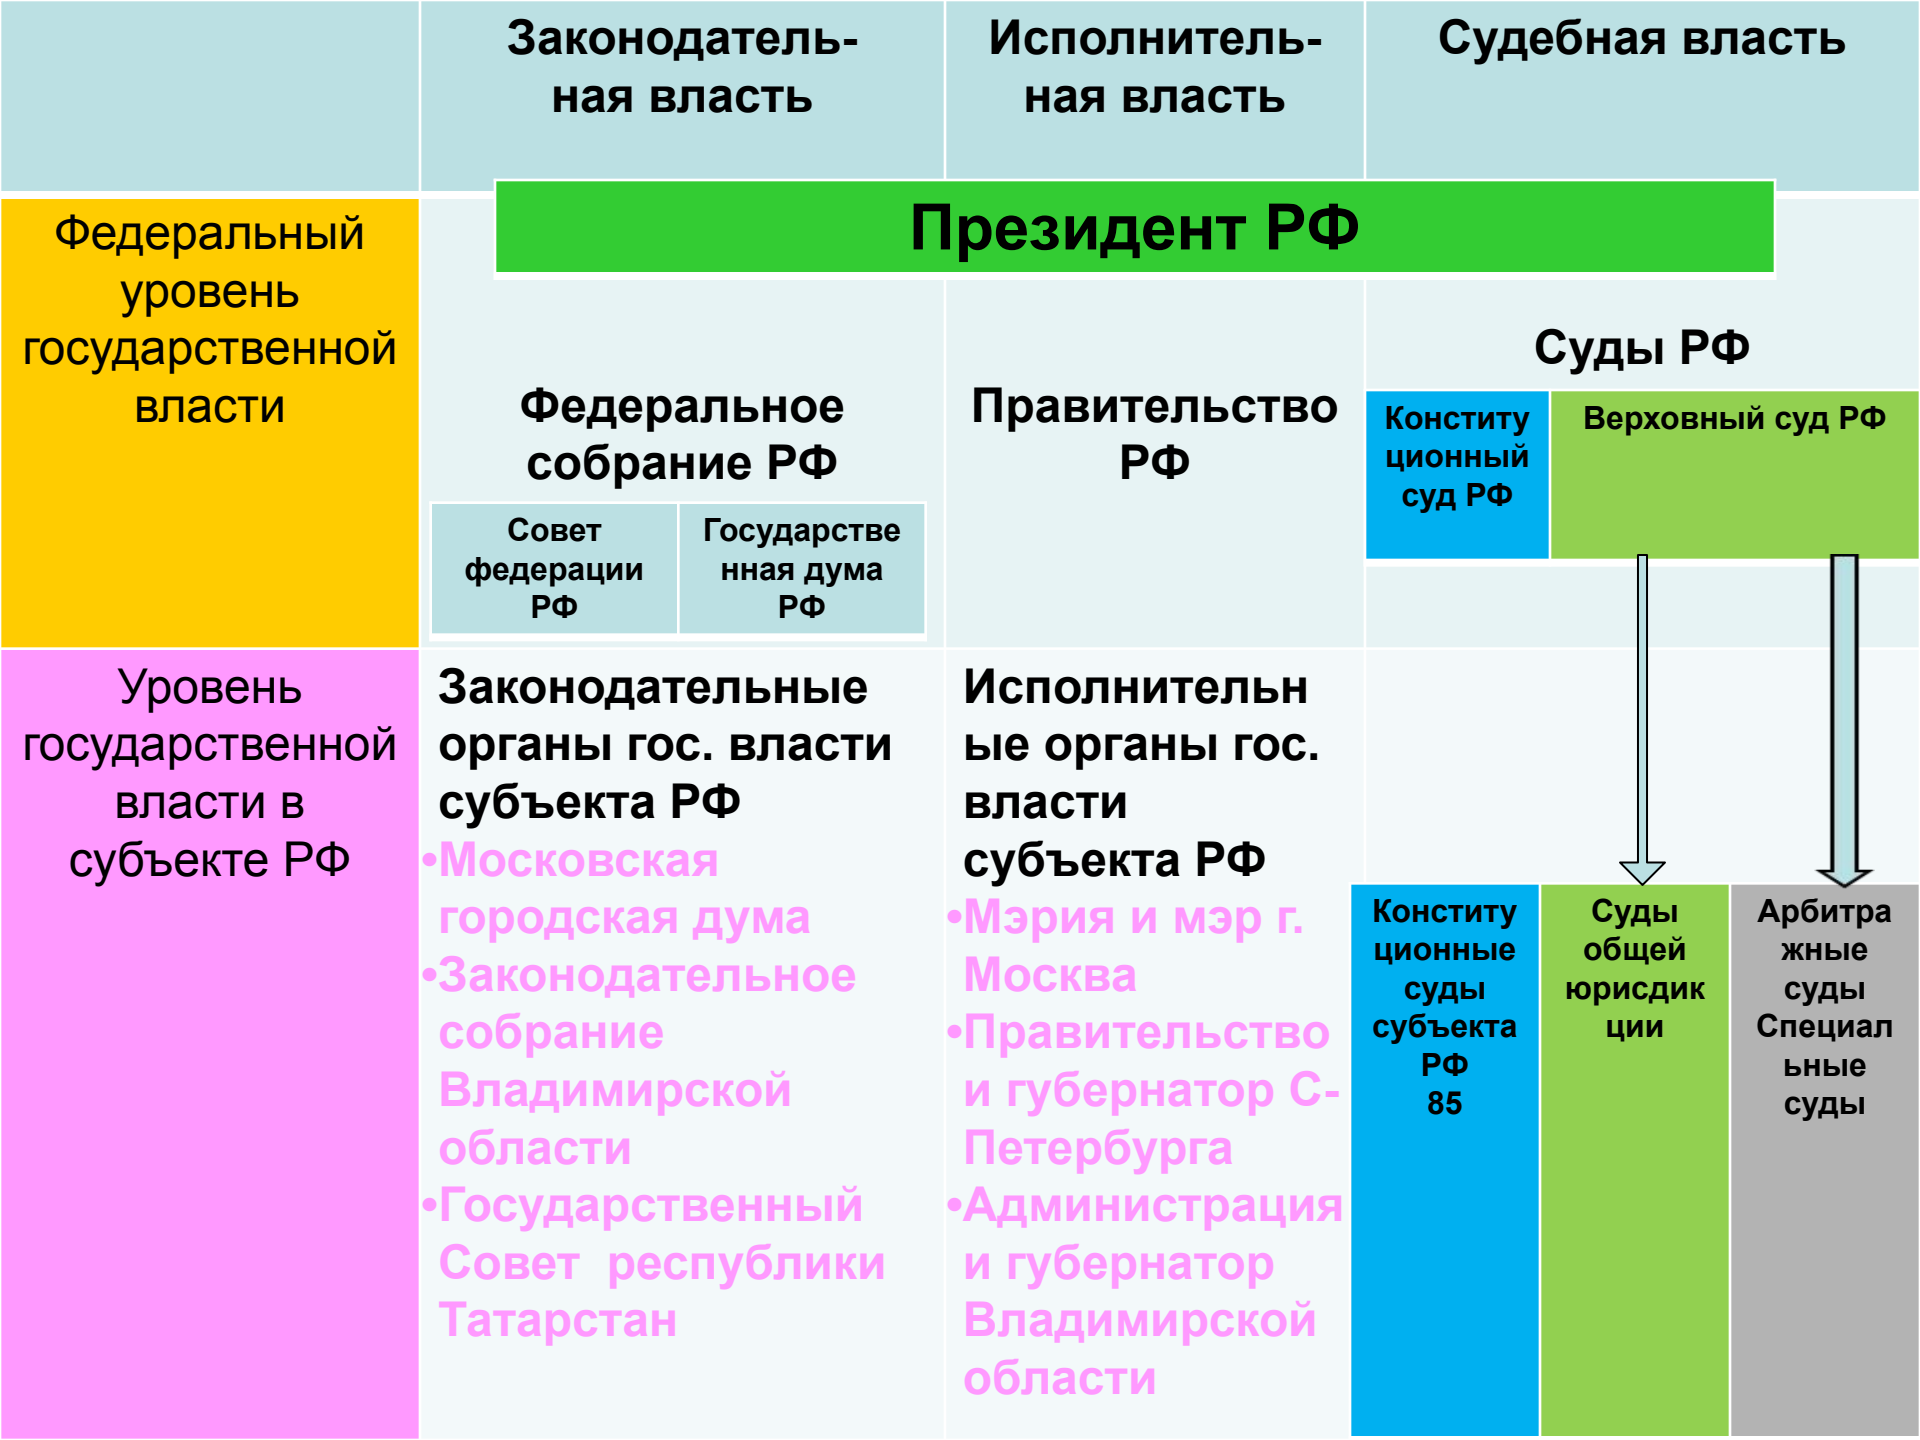 Законодатель-
ная власть
Исполнитель-
ная власть
Судебная власть
Президент РФ
Федеральный
уровень
государственной
власти
Федеральное
собрание РФ
Совет
федерации
РФ
Государстве
нная дума
РФ
Правительство
РФ
Суды РФ
Конститу
ционный
суд РФ
Верховный суд РФ
Уровень
государственной
власти в
субъекте РФ
Законодательные
органы гос. власти
субъекта РФ
•Московская
городская дума
•Законодательное
собрание
Владимирской
области
•Государственный
Совет республики
Татарстан
Исполнительн
ые органы гос.
власти
субъекта РФ
•Мэрия и мэр г.
Москва
•Правительство
и губернатор С-
Петербурга
•Администрация
и губернатор
Владимирской
области
Конститу
ционные
суды
субъекта
РФ
85
Суды
общей
юрисдик
ции
Арбитра
жные
суды
Специал
ьные
суды